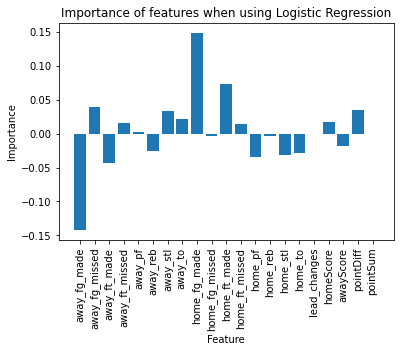 Importance of features when using Logistic Regression
Importance
0.15
0.10
0.05
0.00
−0.05
−0.10
−0.15
away_fg_made
away_fg_missed
away_ft_made
away_ft_missed
away_pf
away_reb
away_stl
away_to
home_fg_made
home_fg_missed
home_ft_made
home_ft_missed
home_pf
home_reb
home_stl
home_to
lead_changes
homeScore
awayScore
pointDiff
pointSum
Feature